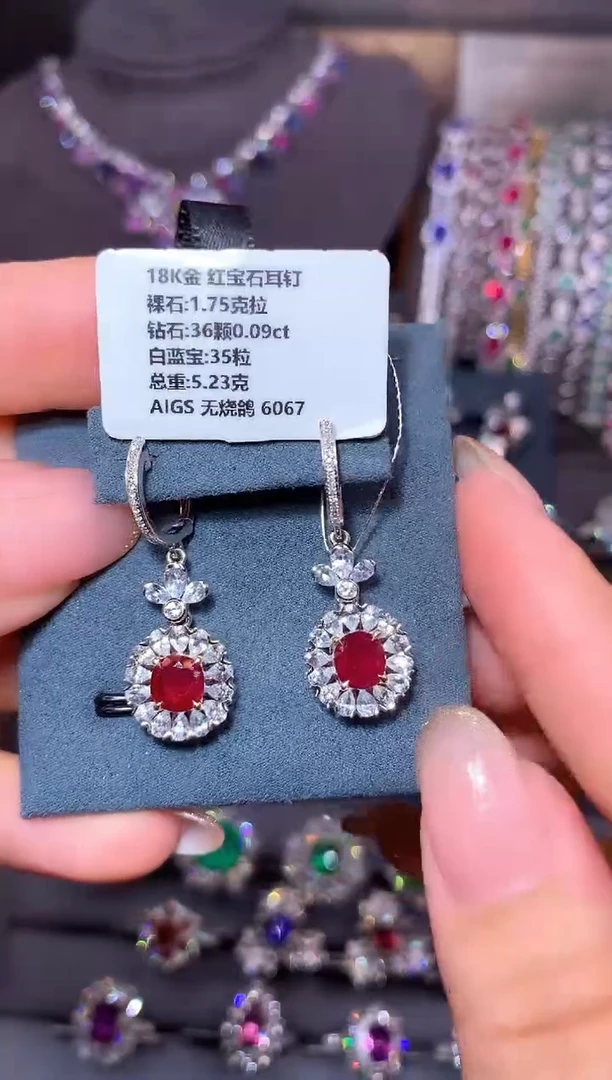 18K金 红宝石耳钉
裸石:1.75克拉
钻石:36颗0.09ct
白蓝宝:35粒
总重:5.23克
AIGS 无烧鸽 6067